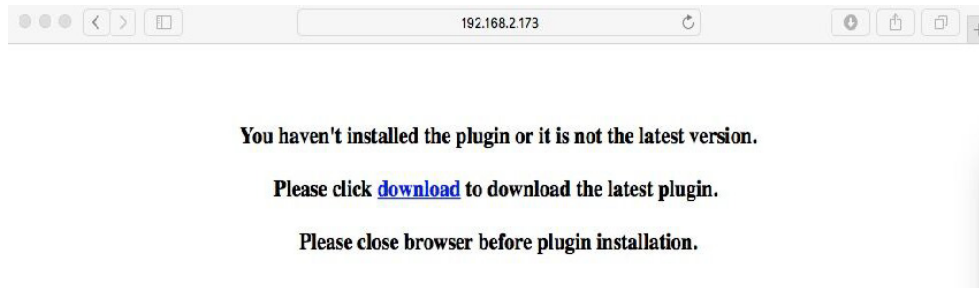 192.168.2.173
You haven't installed the plugin or it is not the latest version.
Please click download to download the latest plugin.
Please close browser before plugin installation.